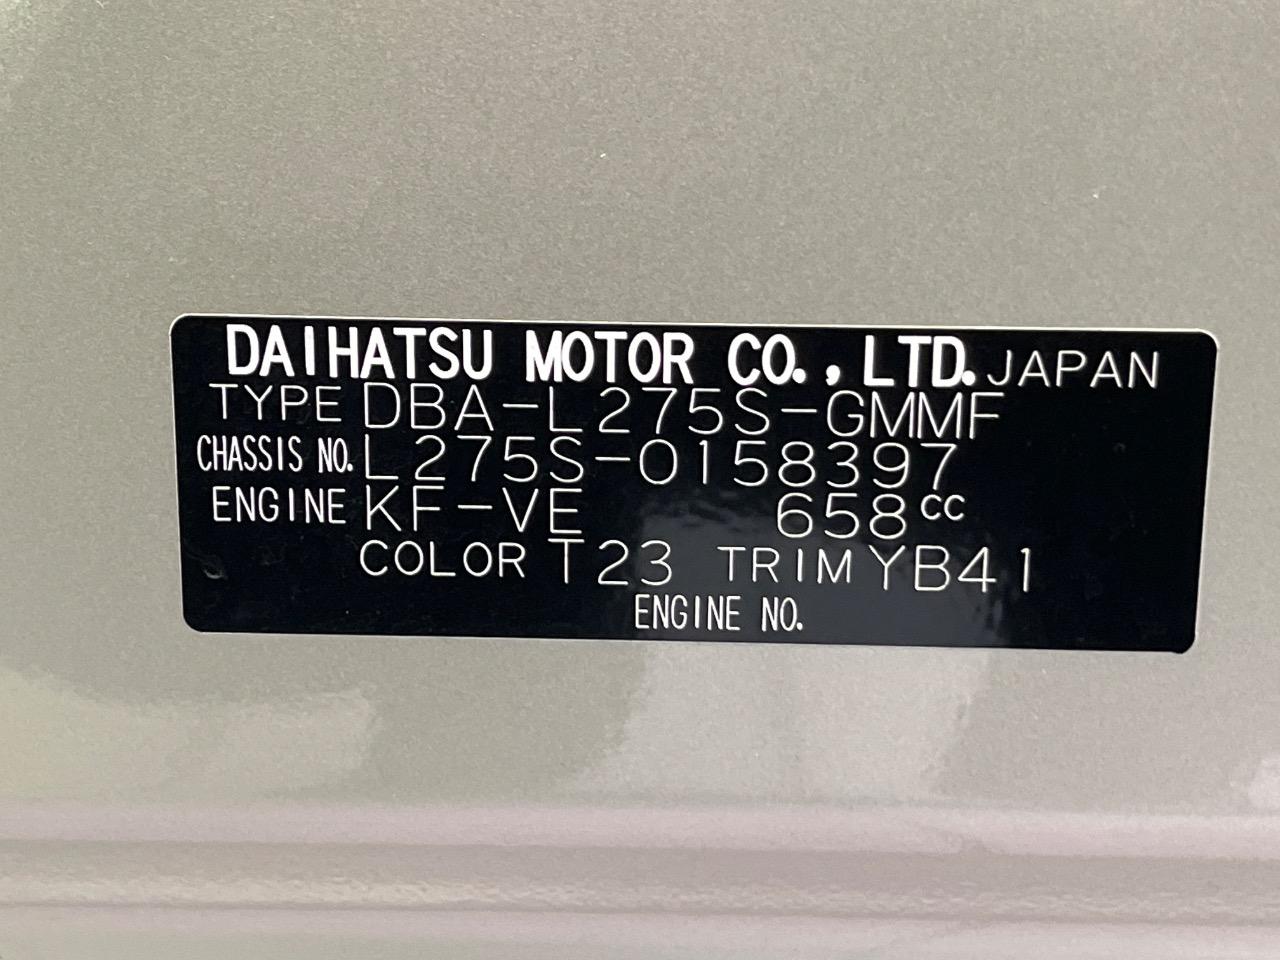 DAIHATSU MOTOR CO., LTD. JAPAN
TYPE DBA-L275S-GMMF
CHASSIS NO. L275S-0158397
ENGINE KF-VE 658cc
COLOR T23 TRIM YB41
ENGINE NO.